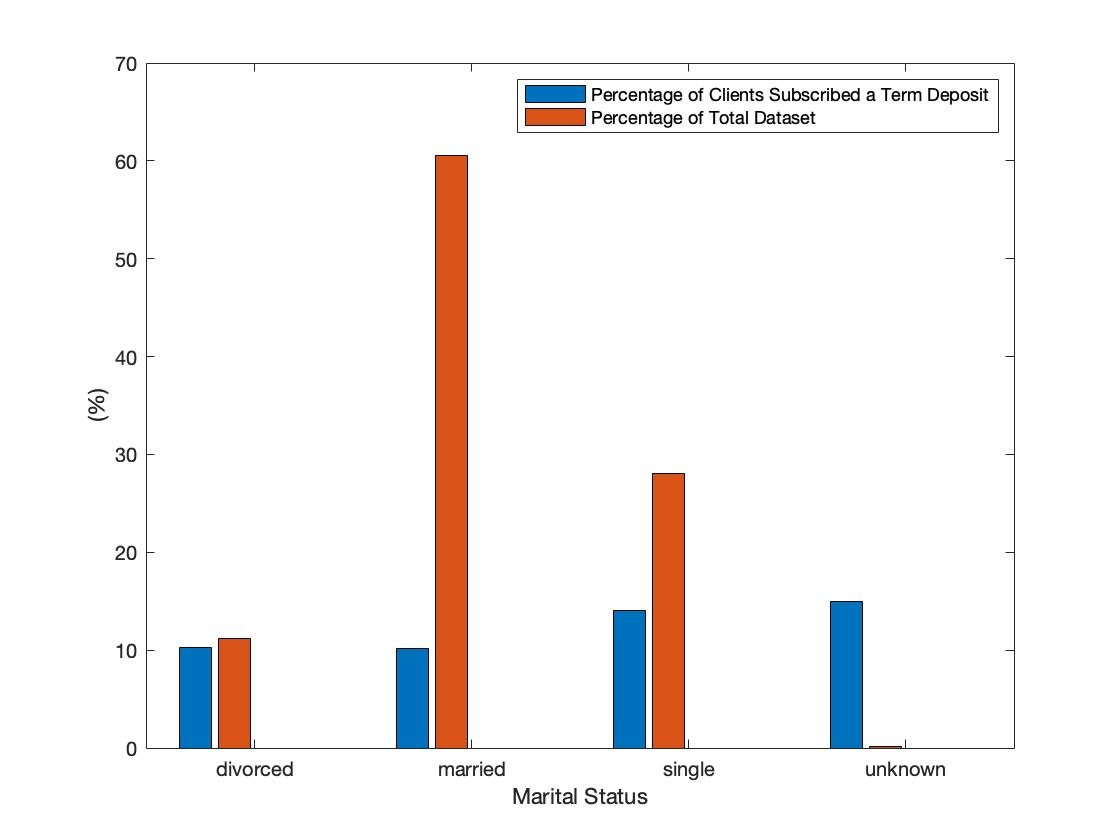 70
60
50
40
30
20
10
0
(%)
Percentage of Clients Subscribed a Term Deposit
Percentage of Total Dataset
divorced married single unknown
Marital Status